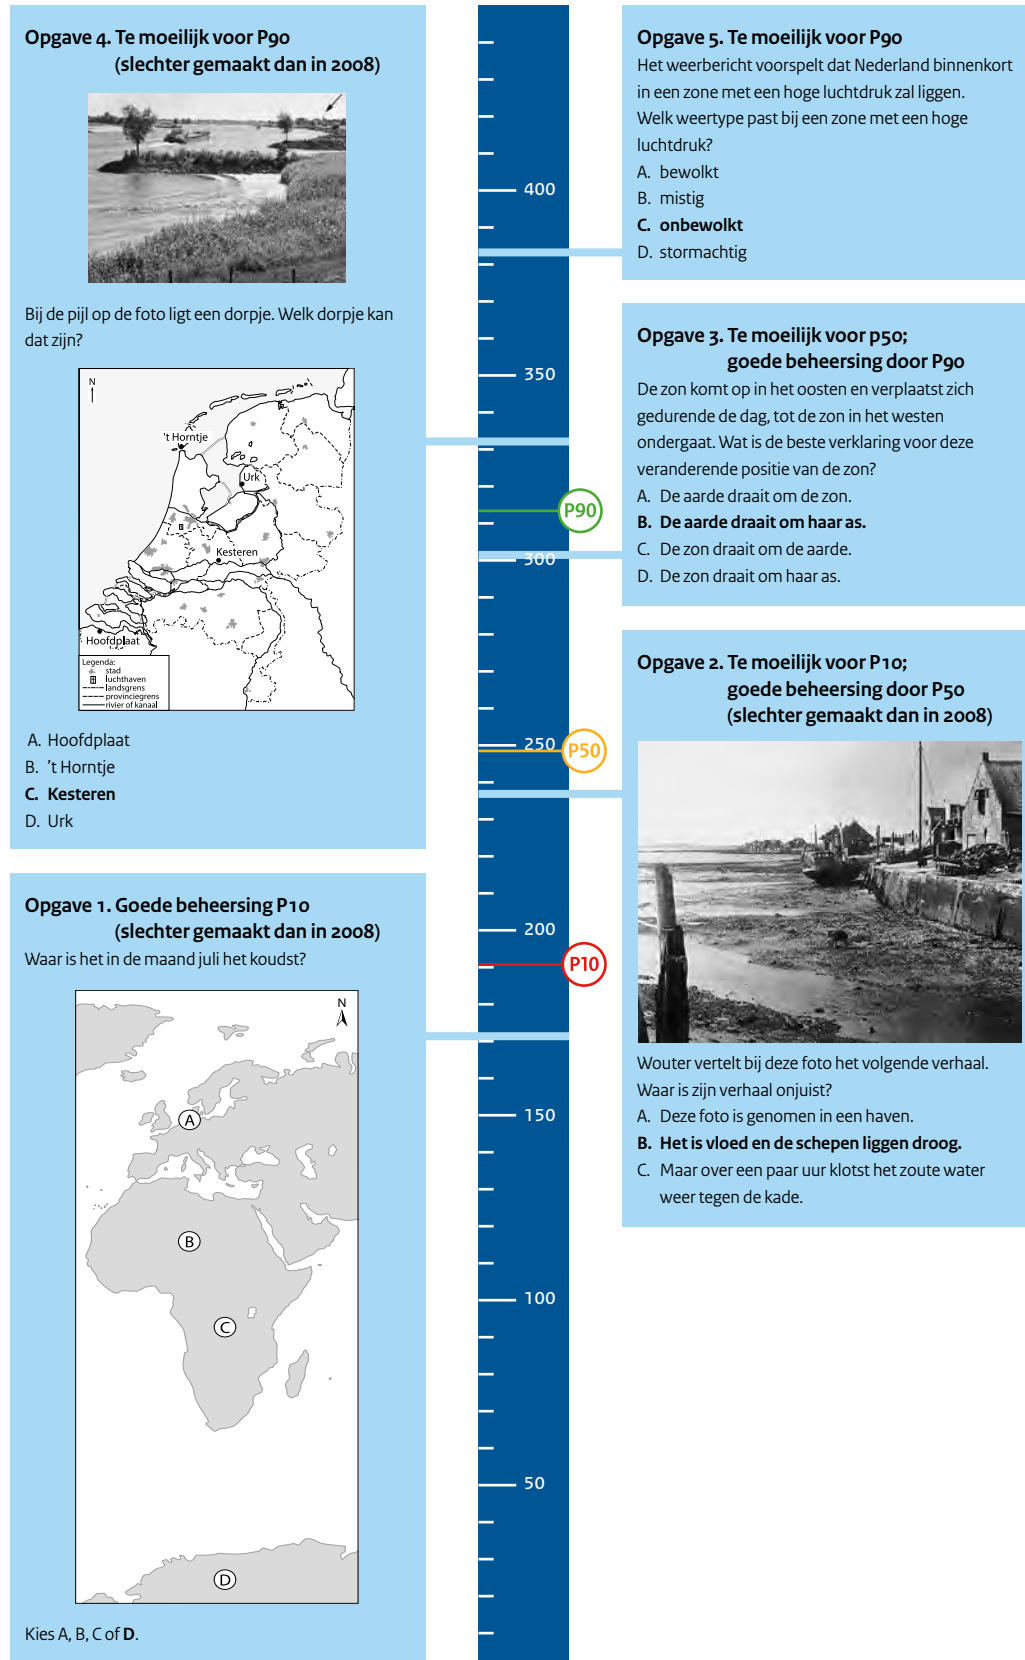 Opgave 4. Te moeilijk voor P90
(slechter gemaakt dan in 2008)
Bij de pijl op de foto ligt een dorpje. Welk dorpje kan
dat zijn?
N
't Horntje
Urk
Kesteren
Hoofdplaat
Legenda:
stad
luchthaven
landsgrens
provinciegrens
rivier of kanaal
A. Hoofdplaat
B. 't Horntje
C. Kesteren
D. Urk
Opgave 1. Goede beheersing P10
(slechter gemaakt dan in 2008)
Waar is het in de maand juli het koudst?
N
A
B
C
D
Kies A, B, C of D.
400
350
P90
300
250
P50
200
P10
150
100
50
Opgave 5. Te moeilijk voor P90
Het weerbericht voorspelt dat Nederland binnenkort
in een zone met een hoge luchtdruk zal liggen.
Welk weertype past bij een zone met een hoge
luchtdruk?
A. bewolkt
B. mistig
C. onbewolkt
D. stormachtig
Opgave 3. Te moeilijk voor p50;
goede beheersing door P90
De zon komt op in het oosten en verplaatst zich
gedurende de dag, tot de zon in het westen
ondergaat. Wat is de beste verklaring voor deze
veranderende positie van de zon?
A. De aarde draait om de zon.
B. De aarde draait om haar as.
C. De zon draait om de aarde.
D. De zon draait om haar as.
Opgave 2. Te moeilijk voor P10;
goede beheersing door P50
(slechter gemaakt dan in 2008)
Wouter vertelt bij deze foto het volgende verhaal.
Waar is zijn verhaal onjuist?
A. Deze foto is genomen in een haven.
B. Het is vloed en de schepen liggen droog.
C. Maar over een paar uur klotst het zoute water
weer tegen de kade.